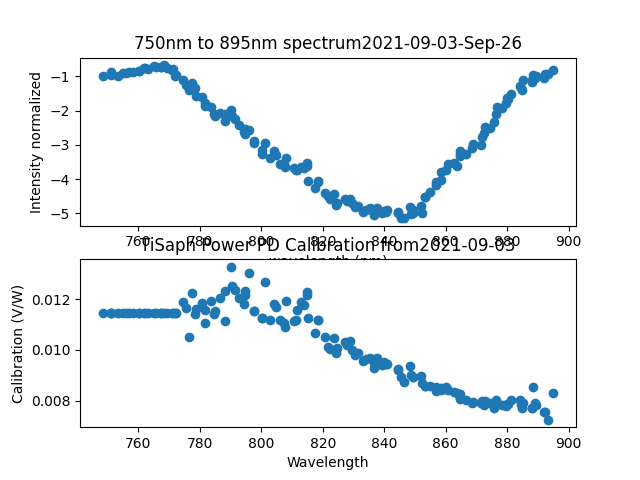 750nm to 895nm spectrum2021-09-03-Sep-26
−1
−2
−3
−4
−5
Intensity normalized
760 780 800 820 840 860 880 900
wavelength (nm)
TiSaph Power PD Calibration from2021-09-03
0.012
0.010
0.008
Calibration (V/W)
760 780 800 820 840 860 880 900
Wavelength